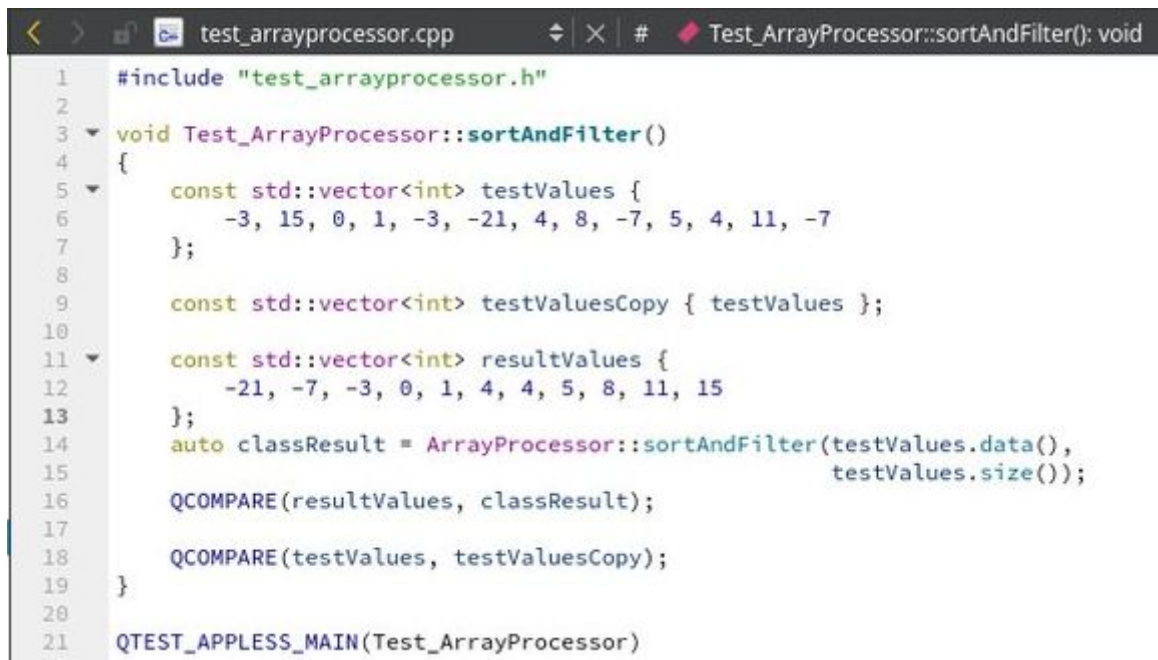 test_arrayprocessor.cpp # Test_ArrayProcessor::sortAndFilter(): void
1 #include "test_arrayprocessor.h"
2
3 void Test_ArrayProcessor::sortAndFilter()
4 {
5     const std::vector<int> testValues {
6         -3, 15, 0, 1, -3, -21, 4, 8, -7, 5, 4, 11, -7
7     };
8
9     const std::vector<int> testValuesCopy { testValues };
10
11     const std::vector<int> resultValues {
12         -21, -7, -3, 0, 1, 4, 4, 5, 8, 11, 15
13     };
14     auto classResult = ArrayProcessor::sortAndFilter(testValues.data(),
15                                                      testValues.size());
16     QCOMPARE(resultValues, classResult);
17
18     QCOMPARE(testValues, testValuesCopy);
19 }
20
21 QTEST_APPLESS_MAIN(Test_ArrayProcessor)